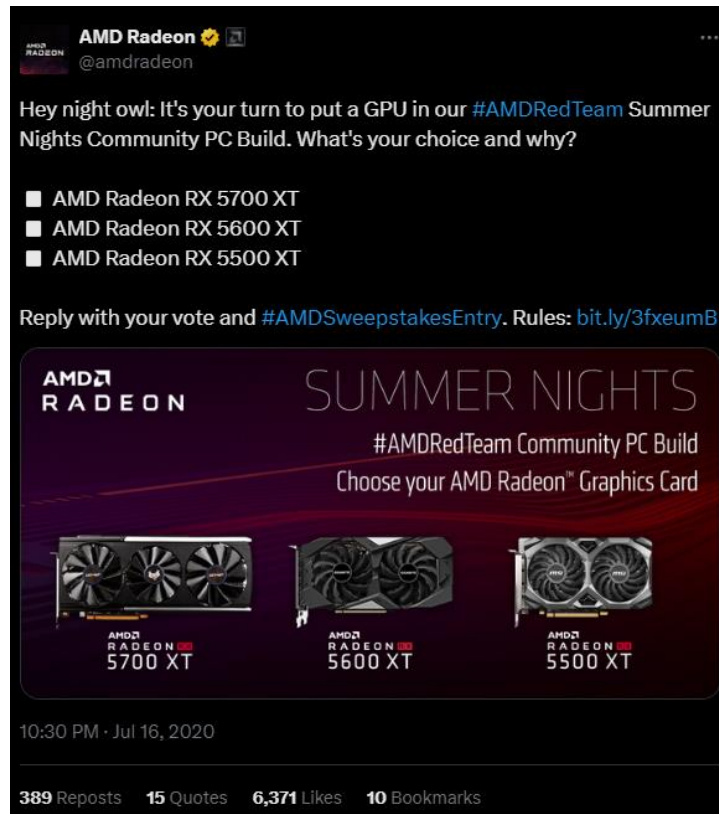 AMD Radeon
@amdradeon
Hey night owl: It's your turn to put a GPU in our #AMDRedTeam Summer
Nights Community PC Build. What's your choice and why?
AMD Radeon RX 5700 XT
AMD Radeon RX 5600 XT
AMD Radeon RX 5500 XT
Reply with your vote and #AMDSweepstakesEntry. Rules: bit.ly/3fxeumB
AMD
RADEON
SUMMER NIGHTS
#AMDRedTeam Community PC Build
Choose your AMD Radeon™ Graphics Card
AMD
RADEON RX
5700 XT
AMD
RADEON RX
5600 XT
AMD
RADEON RX
5500 XT
10:30 PM · Jul 16, 2020
389 Reposts 15 Quotes 6,371 Likes 10 Bookmarks